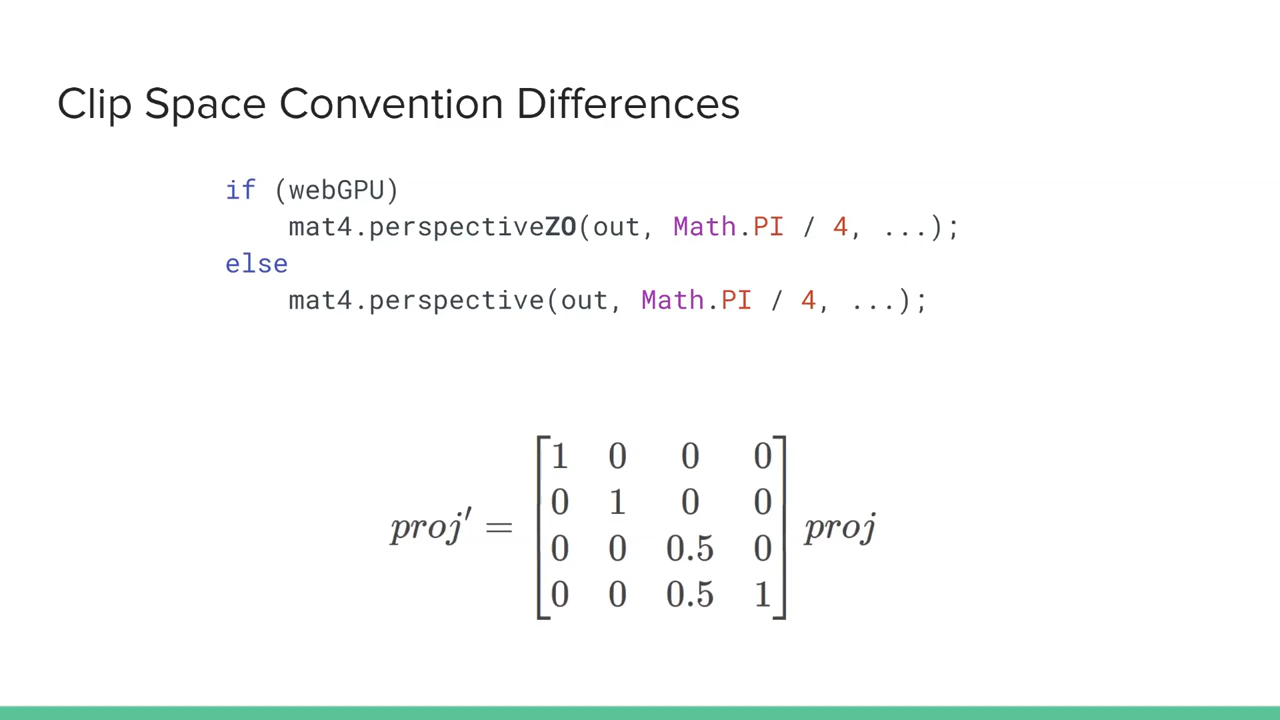 Clip Space Convention Differences
if (webGPU)
    mat4.perspectiveZO(out, Math.PI / 4, ...);
else
    mat4.perspective(out, Math.PI / 4, ...);
1 0 0 0
0 1 0 0
proj′ = proj
0 0 0.5 0
0 0 0.5 1